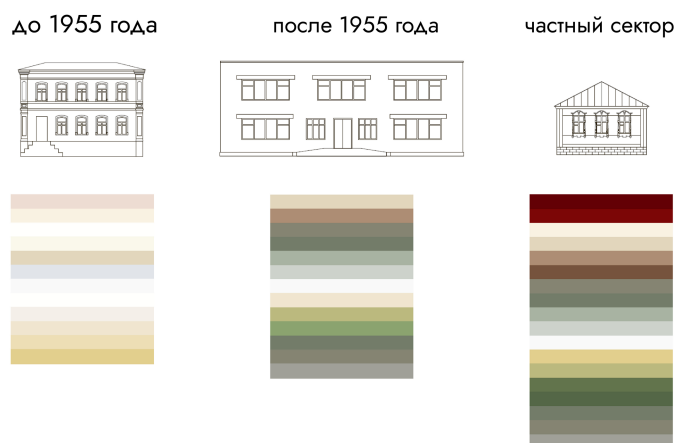 до 1955 года
после 1955 года
частный сектор